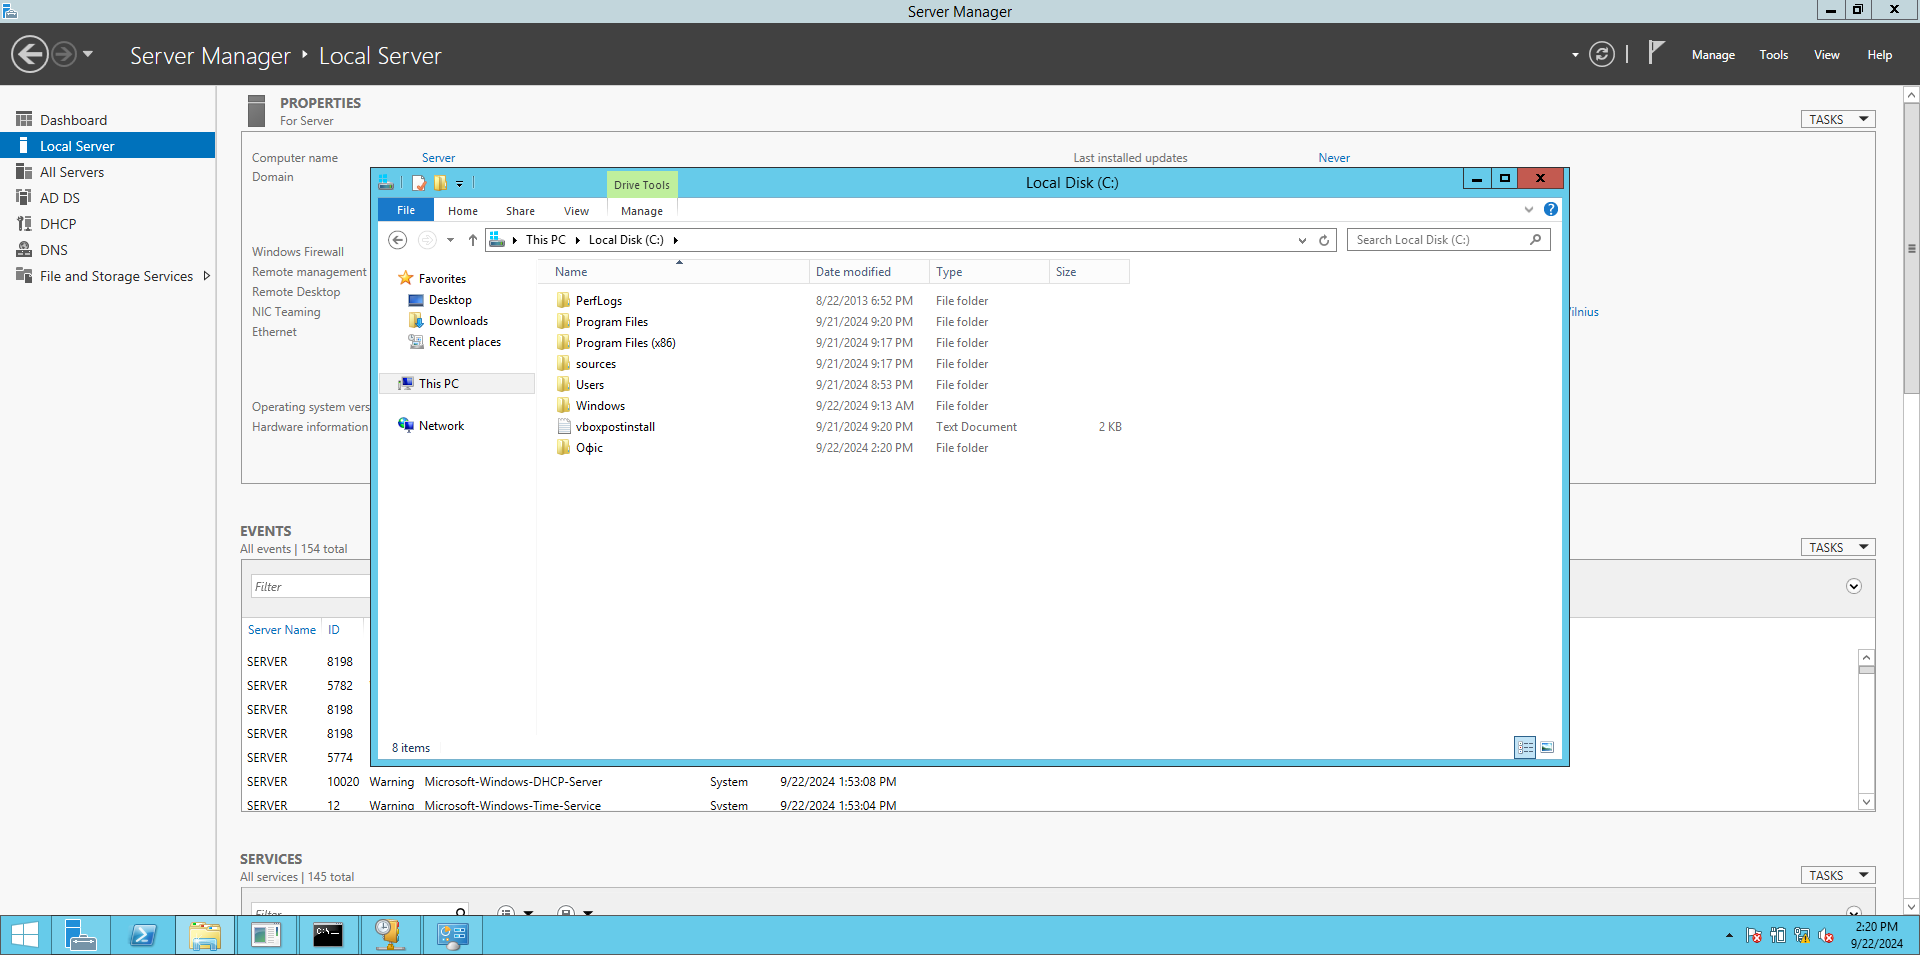 Server Manager
Server Manager ‣ Local Server
Manage Tools View Help
Dashboard
Local Server
All Servers
AD DS
DHCP
DNS
File and Storage Services
PROPERTIES
For Server
TASKS
Computer name Server Last installed updates Never
Domain
Windows Firewall
Remote management
Remote Desktop
NIC Teaming
Ethernet
Operating system vers
Hardware information
ilnius
Drive Tools
Local Disk (C:)
File Home Share View Manage
This PC Local Disk (C:)
Search Local Disk (C:)
Favorites
Desktop
Downloads
Recent places
This PC
Network
Name Date modified Type Size
PerfLogs 8/22/2013 6:52 PM File folder
Program Files 9/21/2024 9:20 PM File folder
Program Files (x86) 9/21/2024 9:17 PM File folder
sources 9/21/2024 9:17 PM File folder
Users 9/21/2024 8:53 PM File folder
Windows 9/22/2024 9:13 AM File folder
vboxpostinstall 9/21/2024 9:20 PM Text Document 2 KB
Офіс 9/22/2024 2:20 PM File folder
8 items
EVENTS
All events | 154 total
TASKS
Filter
Server Name ID
SERVER 8198
SERVER 5782
SERVER 8198
SERVER 8198
SERVER 5774
SERVER 10020 Warning Microsoft-Windows-DHCP-Server System 9/22/2024 1:53:08 PM
SERVER 12 Warning Microsoft-Windows-Time-Service System 9/22/2024 1:53:04 PM
SERVICES
All services | 145 total
TASKS
Filter
C:\
2:20 PM
9/22/2024